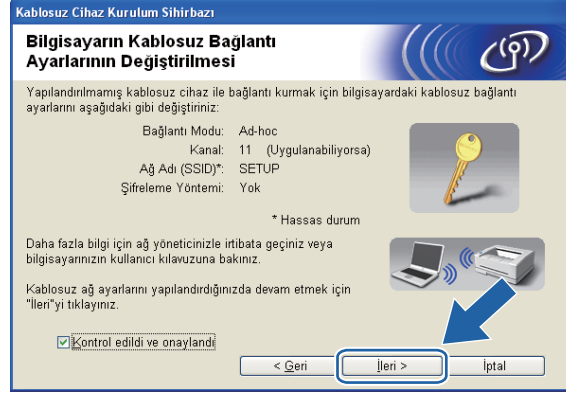 Kablosuz Cihaz Kurulum Sihirbazı
Bilgisayarın Kablosuz Bağlantı
Ayarlarının Değiştirilmesi
Yapılandırılmamış kablosuz cihaz ile bağlantı kurmak için bilgisayardaki kablosuz bağlantı
ayarlarını aşağıdaki gibi değiştiriniz:
Bağlantı Modu: Ad-hoc
Kanal: 11 (Uygulanabiliyorsa)
Ağ Adı (SSID)*: SETUP
Şifreleme Yöntemi: Yok
* Hassas durum
Daha fazla bilgi için ağ yöneticinizle irtibata geçiniz veya
bilgisayarınızın kullanıcı kılavuzuna bakınız.
Kablosuz ağ ayarlarını yapılandırdığınızda devam etmek için
"İleri"yi tıklayınız.
Kontrol edildi ve onaylandı
< Geri İleri > İptal